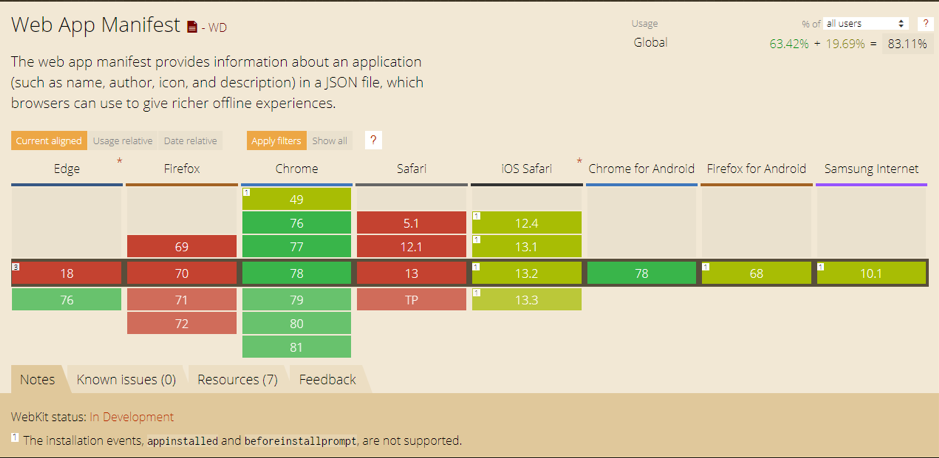 Web App Manifest - WD
Usage % of all users ?
Global 63.42% + 19.69% = 83.11%
The web app manifest provides information about an application
(such as name, author, icon, and description) in a JSON file, which
browsers can use to give richer offline experiences.
Current aligned Usage relative Date relative Apply filters Show all ?
Edge * Firefox Chrome Safari iOS Safari * Chrome for Android Firefox for Android Samsung Internet
1 49
76 5.1 1 12.4
69 77 12.1 1 13.1
3 18 70 78 13 1 13.2 78 1 68 1 10.1
76 71 79 TP 1 13.3
72 80
81
Notes Known issues (0) Resources (7) Feedback
WebKit status: In Development
1 The installation events, appinstalled and beforeinstallprompt, are not supported.